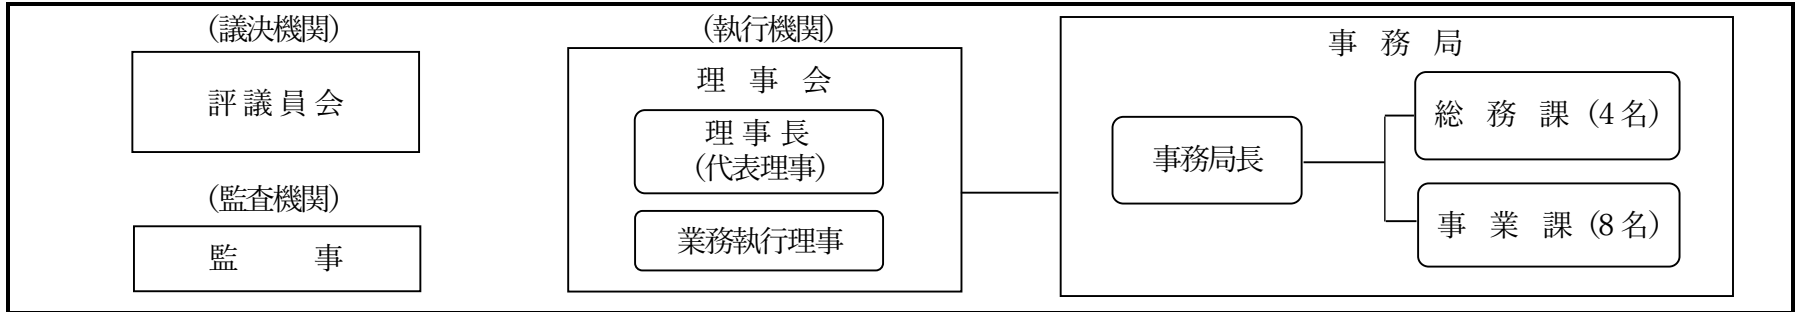 (議決機関)
評議員会
(監査機関)
監　事
(執行機関)
理 事 会
理 事 長
(代表理事)
業務執行理事
事 務 局
事務局長
総 務 課 (4 名)
事 業 課 (8 名)